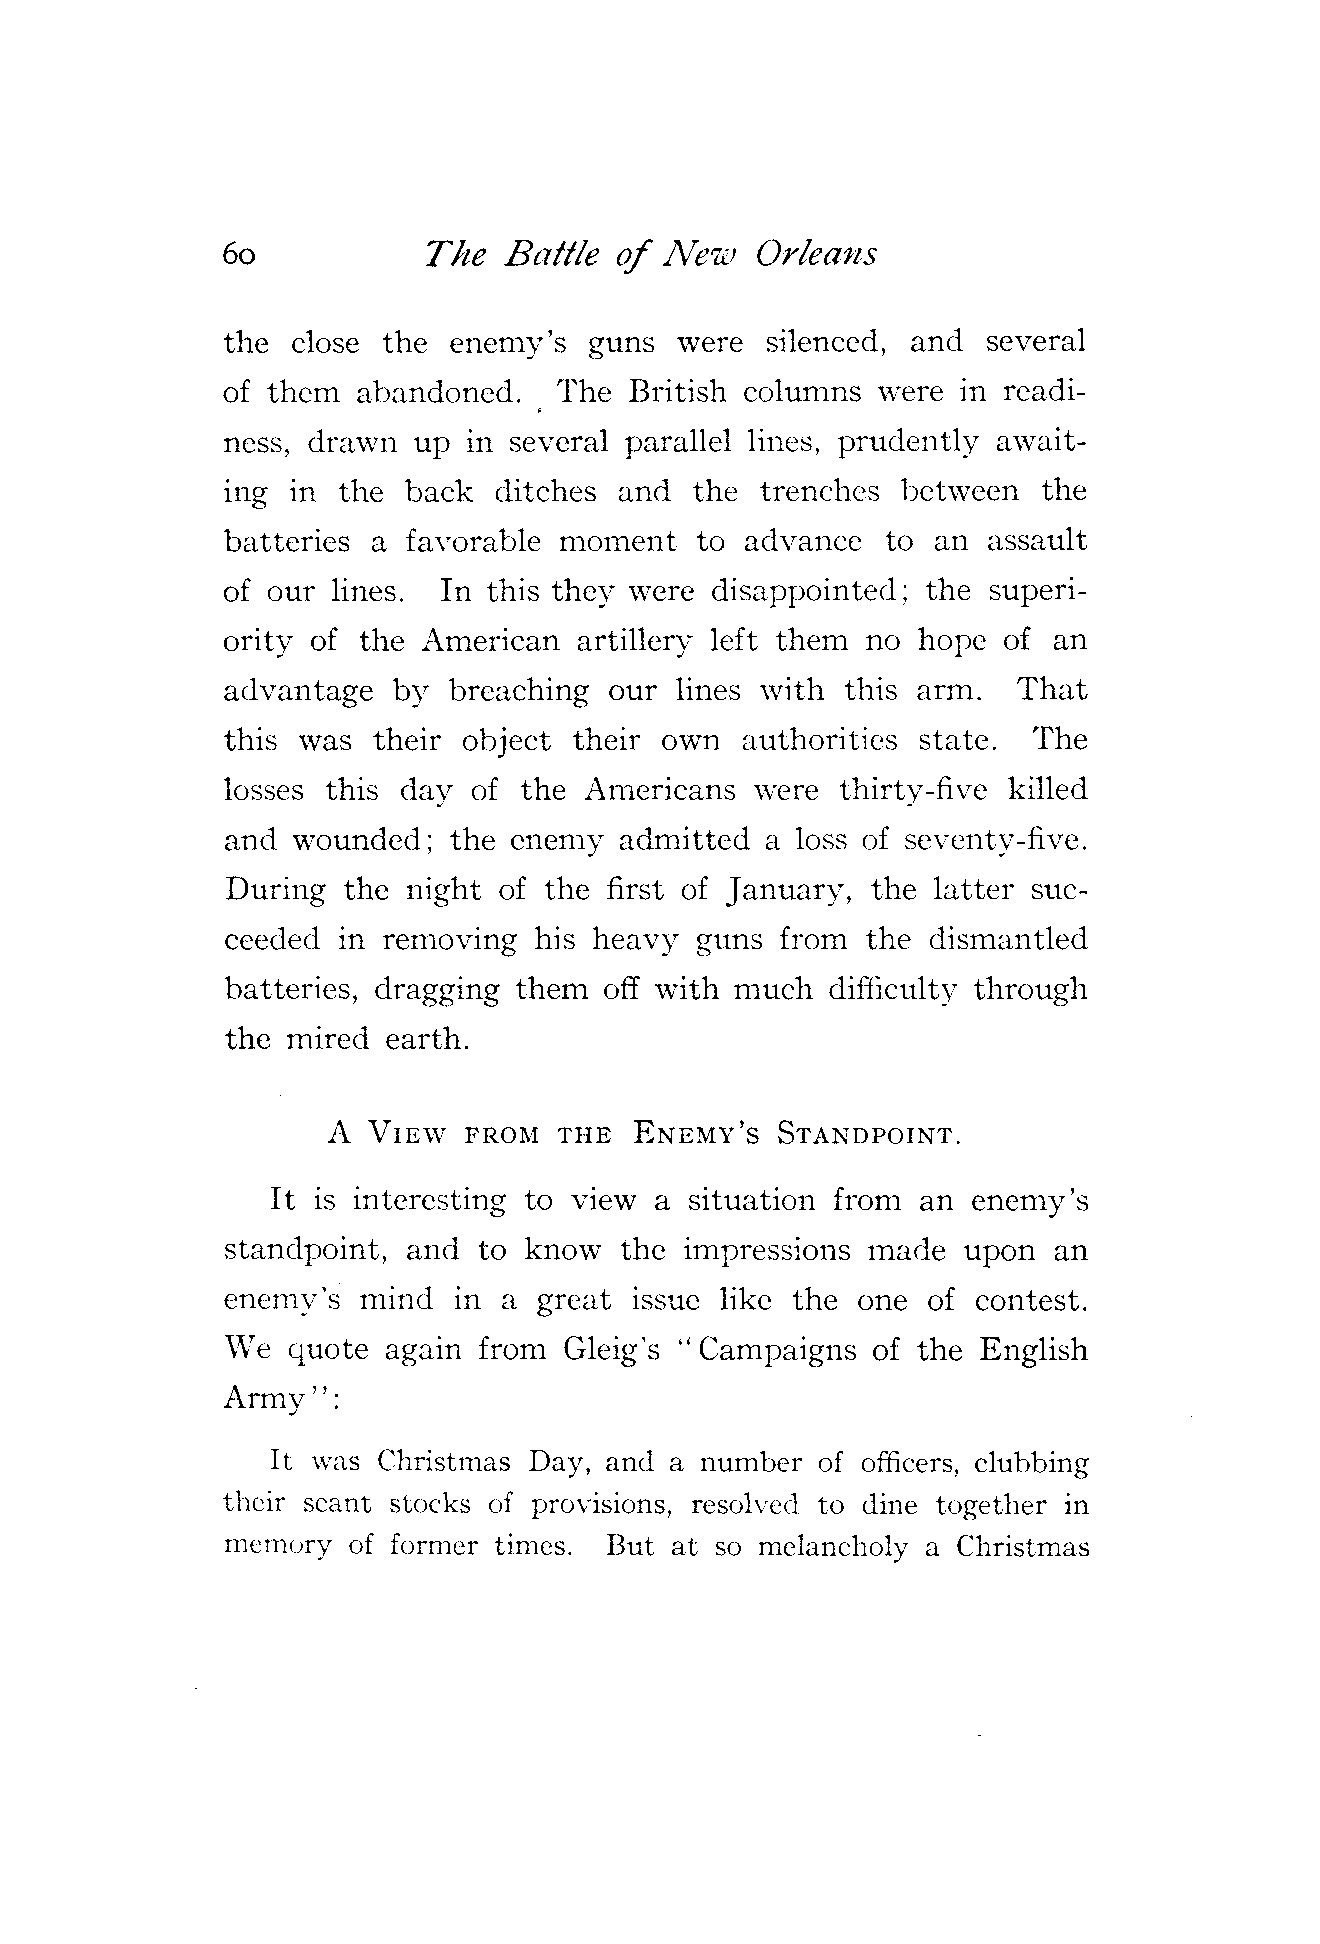 60 The Battle of New Orleans
the close the enemy's guns were silenced, and several
of them abandoned. The British columns were in readi-
ness, drawn up in several parallel lines, prudently await-
ing in the back ditches and the trenches between the
batteries a favorable moment to advance to an assault
of our lines. In this they were disappointed; the superi-
ority of the American artillery left them no hope of an
advantage by breaching our lines with this arm. That
this was their object their own authorities state. The
losses this day of the Americans were thirty-five killed
and wounded; the enemy admitted a loss of seventy-five.
During the night of the first of January, the latter suc-
ceeded in removing his heavy guns from the dismantled
batteries, dragging them off with much difficulty through
the mired earth.
A View from the Enemy's Standpoint.
It is interesting to view a situation from an enemy's
standpoint, and to know the impressions made upon an
enemy's mind in a great issue like the one of contest.
We quote again from Gleig's "Campaigns of the English
Army":
It was Christmas Day, and a number of officers, clubbing
their scant stocks of provisions, resolved to dine together in
memory of former times. But at so melancholy a Christmas